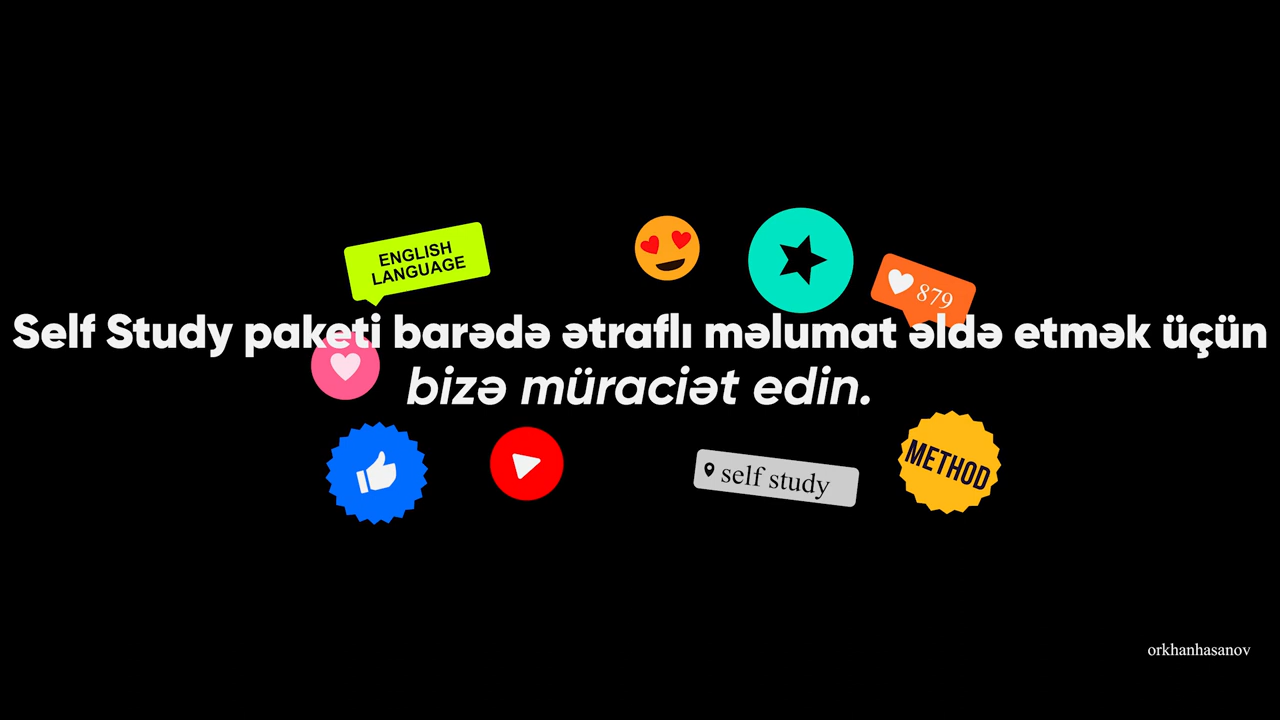 ENGLISH
LANGUAGE
879
Self Study paketi barədə ətraflı məlumat əldə etmək üçün
bizə müraciət edin.
METHOD
self study
orkhanhasanov